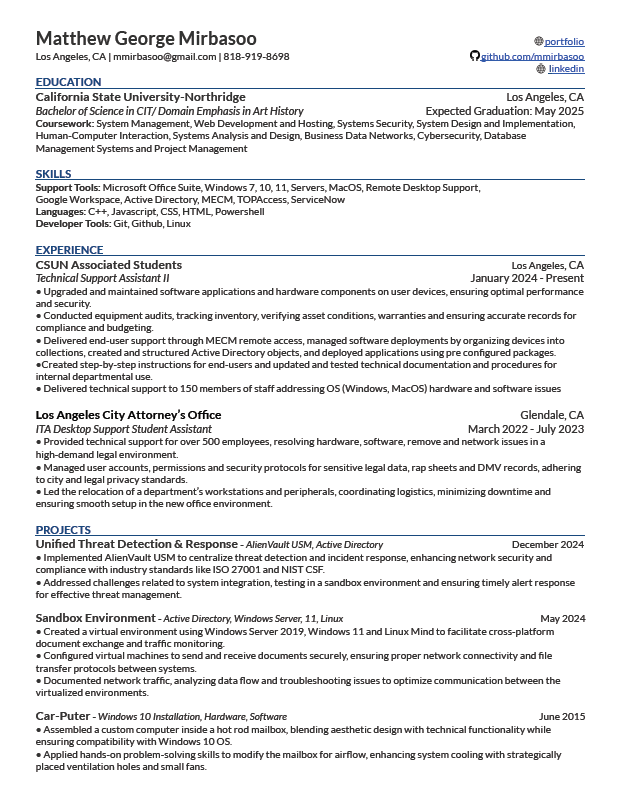 Matthew George Mirbasoo
portfolio
Los Angeles, CA | mmirbasoo@gmail.com | 818-919-8698
github.com/mmirbasoo
linkedin
EDUCATION
California State University-Northridge Los Angeles, CA
Bachelor of Science in CIT/ Domain Emphasis in Art History Expected Graduation: May 2025
Coursework: System Management, Web Development and Hosting, Systems Security, System Design and Implementation,
Human-Computer Interaction, Systems Analysis and Design, Business Data Networks, Cybersecurity, Database
Management Systems and Project Management
SKILLS
Support Tools: Microsoft Office Suite, Windows 7, 10, 11, Servers, MacOS, Remote Desktop Support,
Google Workspace, Active Directory, MECM, TOPAccess, ServiceNow
Languages: C++, Javascript, CSS, HTML, Powershell
Developer Tools: Git, Github, Linux
EXPERIENCE
CSUN Associated Students Los Angeles, CA
Technical Support Assistant II January 2024 - Present
• Upgraded and maintained software applications and hardware components on user devices, ensuring optimal performance
and security.
• Conducted equipment audits, tracking inventory, verifying asset conditions, warranties and ensuring accurate records for
compliance and budgeting.
• Delivered end-user support through MECM remote access, managed software deployments by organizing devices into
collections, created and structured Active Directory objects, and deployed applications using pre configured packages.
•Created step-by-step instructions for end-users and updated and tested technical documentation and procedures for
internal departmental use.
• Delivered technical support to 150 members of staff addressing OS (Windows, MacOS) hardware and software issues
Los Angeles City Attorney's Office Glendale, CA
ITA Desktop Support Student Assistant March 2022 - July 2023
• Provided technical support for over 500 employees, resolving hardware, software, remove and network issues in a
high-demand legal environment.
• Managed user accounts, permissions and security protocols for sensitive legal data, rap sheets and DMV records, adhering
to city and legal privacy standards.
• Led the relocation of a department's workstations and peripherals, coordinating logistics, minimizing downtime and
ensuring smooth setup in the new office environment.
PROJECTS
Unified Threat Detection & Response - AlienVault USM, Active Directory December 2024
• Implemented AlienVault USM to centralize threat detection and incident response, enhancing network security and
compliance with industry standards like ISO 27001 and NIST CSF.
• Addressed challenges related to system integration, testing in a sandbox environment and ensuring timely alert response
for effective threat management.
Sandbox Environment - Active Directory, Windows Server, 11, Linux May 2024
• Created a virtual environment using Windows Server 2019, Windows 11 and Linux Mind to facilitate cross-platform
document exchange and traffic monitoring.
• Configured virtual machines to send and receive documents securely, ensuring proper network connectivity and file
transfer protocols between systems.
• Documented network traffic, analyzing data flow and troubleshooting issues to optimize communication between the
virtualized environments.
Car-Puter - Windows 10 Installation, Hardware, Software June 2015
• Assembled a custom computer inside a hot rod mailbox, blending aesthetic design with technical functionality while
ensuring compatibility with Windows 10 OS.
• Applied hands-on problem-solving skills to modify the mailbox for airflow, enhancing system cooling with strategically
placed ventilation holes and small fans.